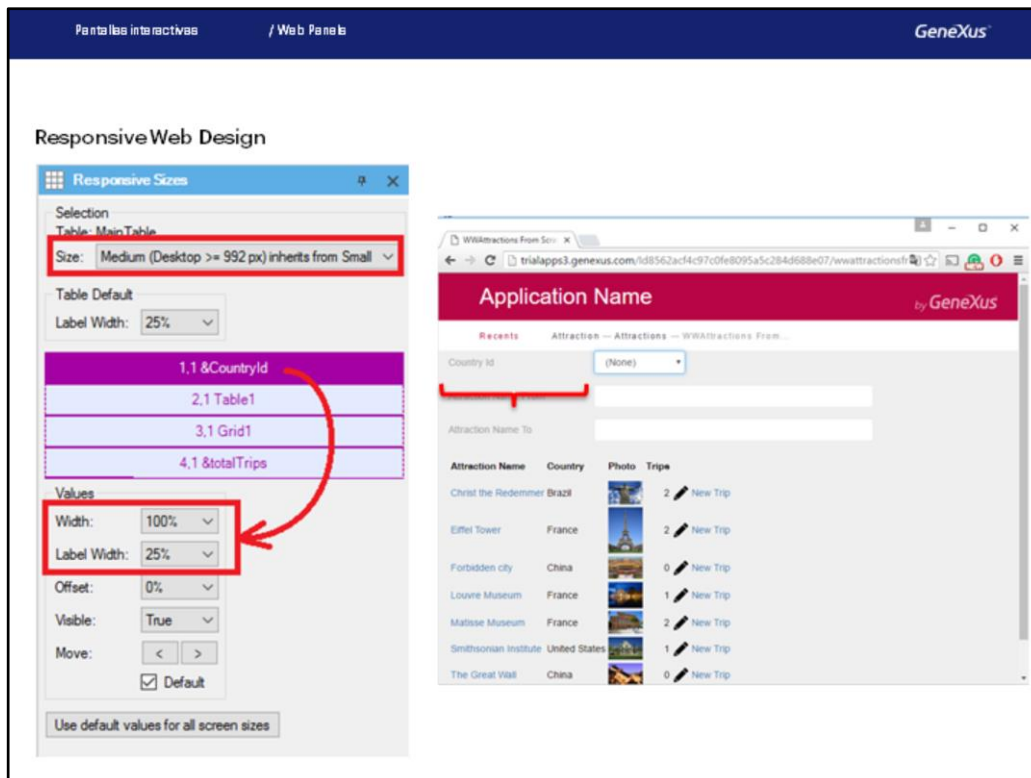 Pantallas interactivas / Web Panels GeneXus
Responsive Web Design
Responsive Sizes
Selection
Table: MainTable
Size: Medium (Desktop >= 992 px) inherits from Small
Table Default
Label Width: 25%
1,1 &CountryId
2,1 Table1
3,1 Grid1
4,1 &totalTrips
Values
Width: 100%
Label Width: 25%
Offset: 0%
Visible: True
Move: < >
Default
Use default values for all screen sizes
WWAttractions From
trialapps3.genexus.com/
Application Name by GeneXus
Recents Attraction — Attractions — WWAttractions From...
Country Id (None)
Attraction Name To
Attraction Name Country Photo Trips
Christ the Redemmer Brazil 2 New Trip
Eiffel Tower France 2 New Trip
Forbidden city China 0 New Trip
Louvre Museum France 1 New Trip
Matisse Museum France 2 New Trip
Smithsonian Institute United States 1 New Trip
The Great Wall China 0 New Trip